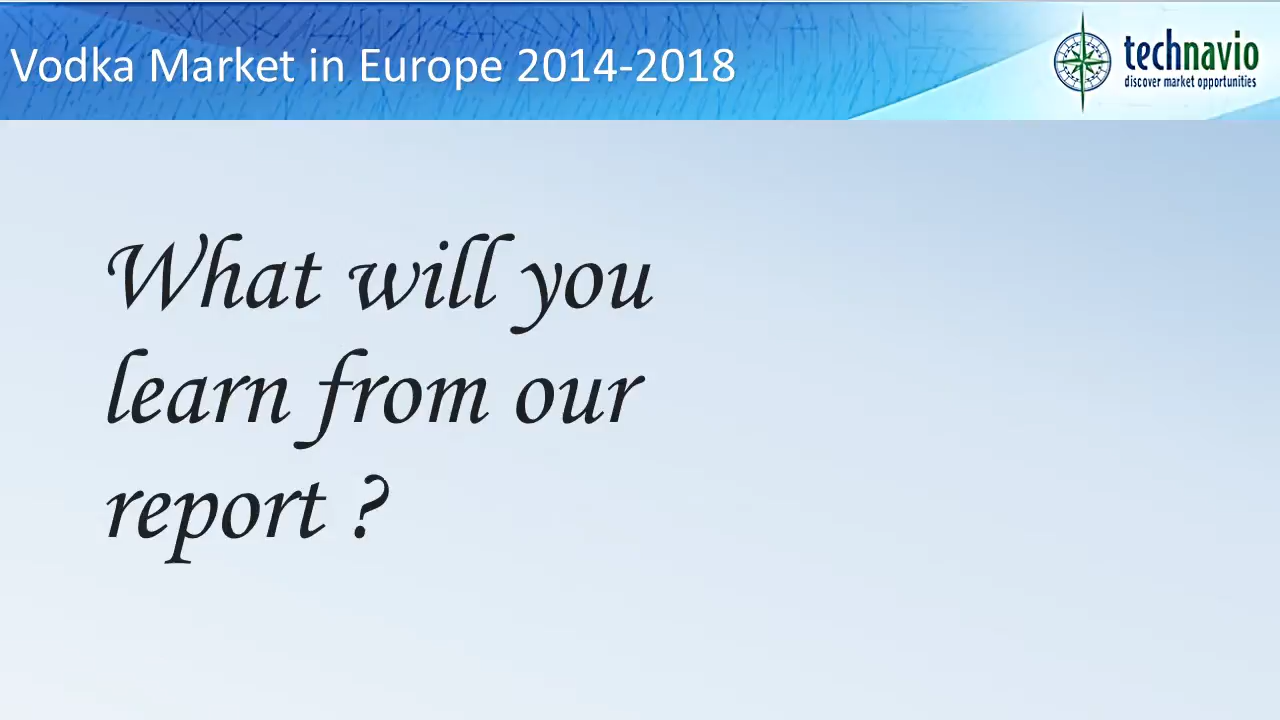 Vodka Market in Europe 2014-2018
technavio
discover market opportunities
What will you
learn from our
report ?